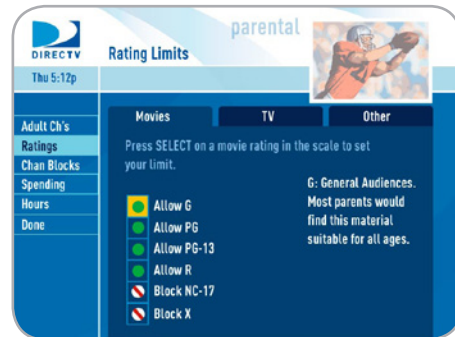 parental
DIRECTV
Rating Limits
Thu 5:12p
Adult Ch's
Ratings
Chan Blocks
Spending
Hours
Done
Movies
TV
Other
Press SELECT on a movie rating in the scale to set
your limit.
Allow G
Allow PG
Allow PG-13
Allow R
Block NC-17
Block X
G: General Audiences.
Most parents would
find this material
suitable for all ages.